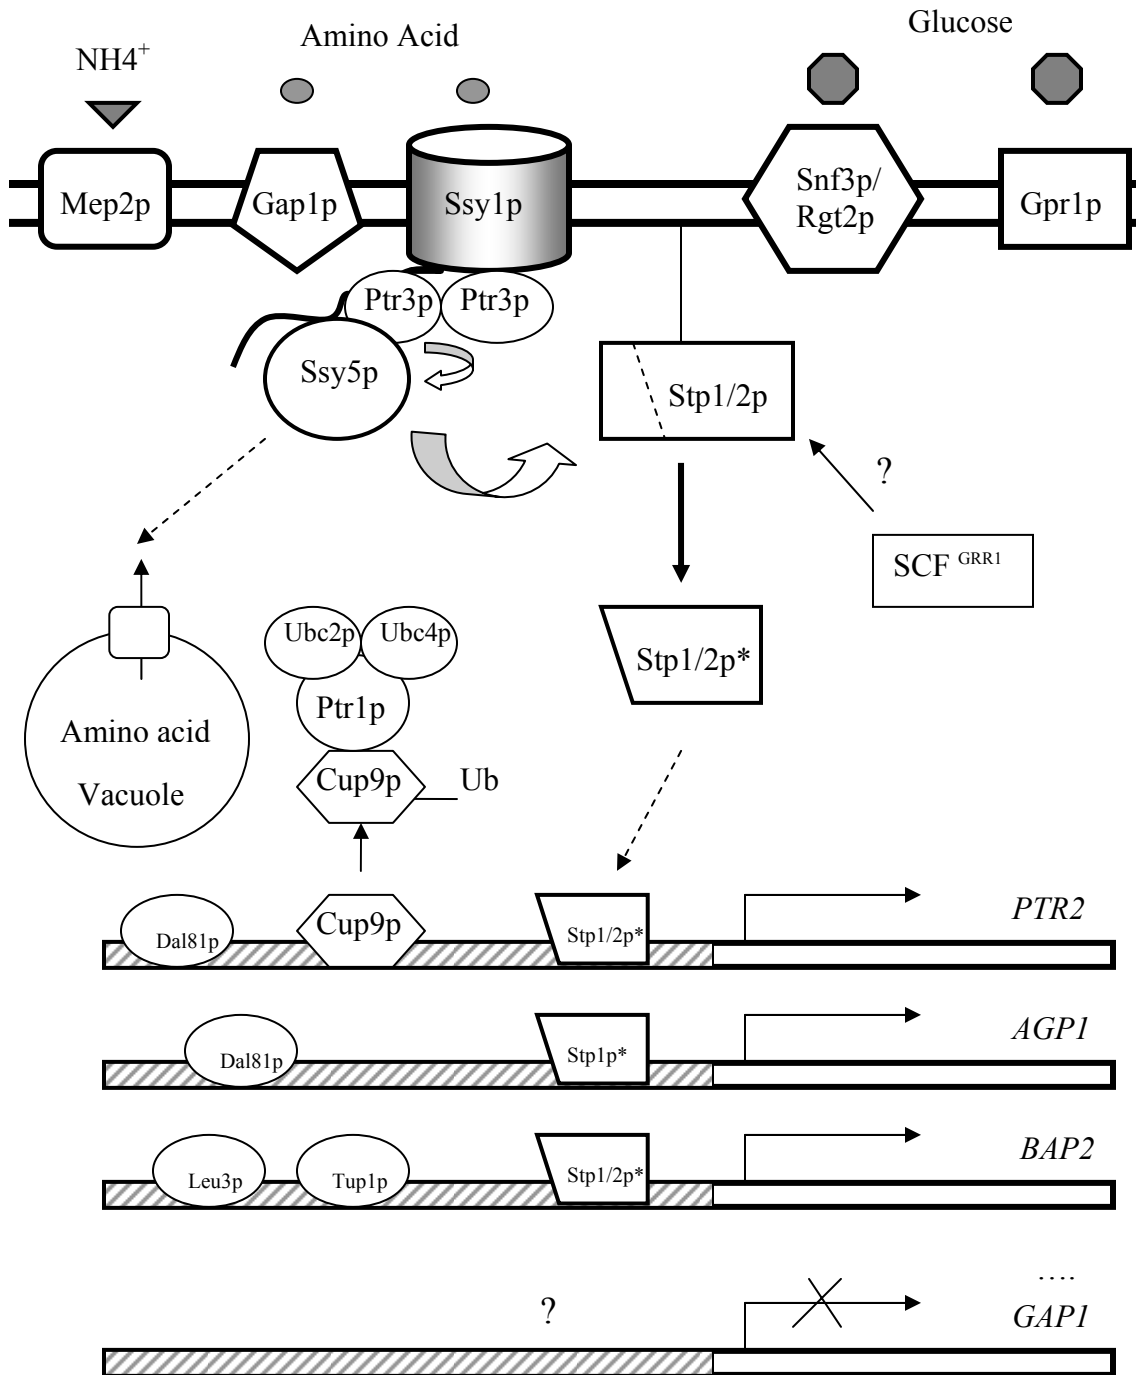 Glucose
Amino Acid
NH4+
Mep2p
Gap1p
Ssy1p
Snf3p/
Rgt2p
Gpr1p
Ptr3p
Ptr3p
Ssy5p
Stp1/2p
?
SCF GRR1
Ubc2p
Ubc4p
Stp1/2p*
Ptr1p
Amino acid
Vacuole
Cup9p
Ub
Dal81p
Cup9p
Stp1/2p*
PTR2
Dal81p
Stp1p*
AGP1
Leu3p
Tup1p
Stp1/2p*
BAP2
....
?
GAP1